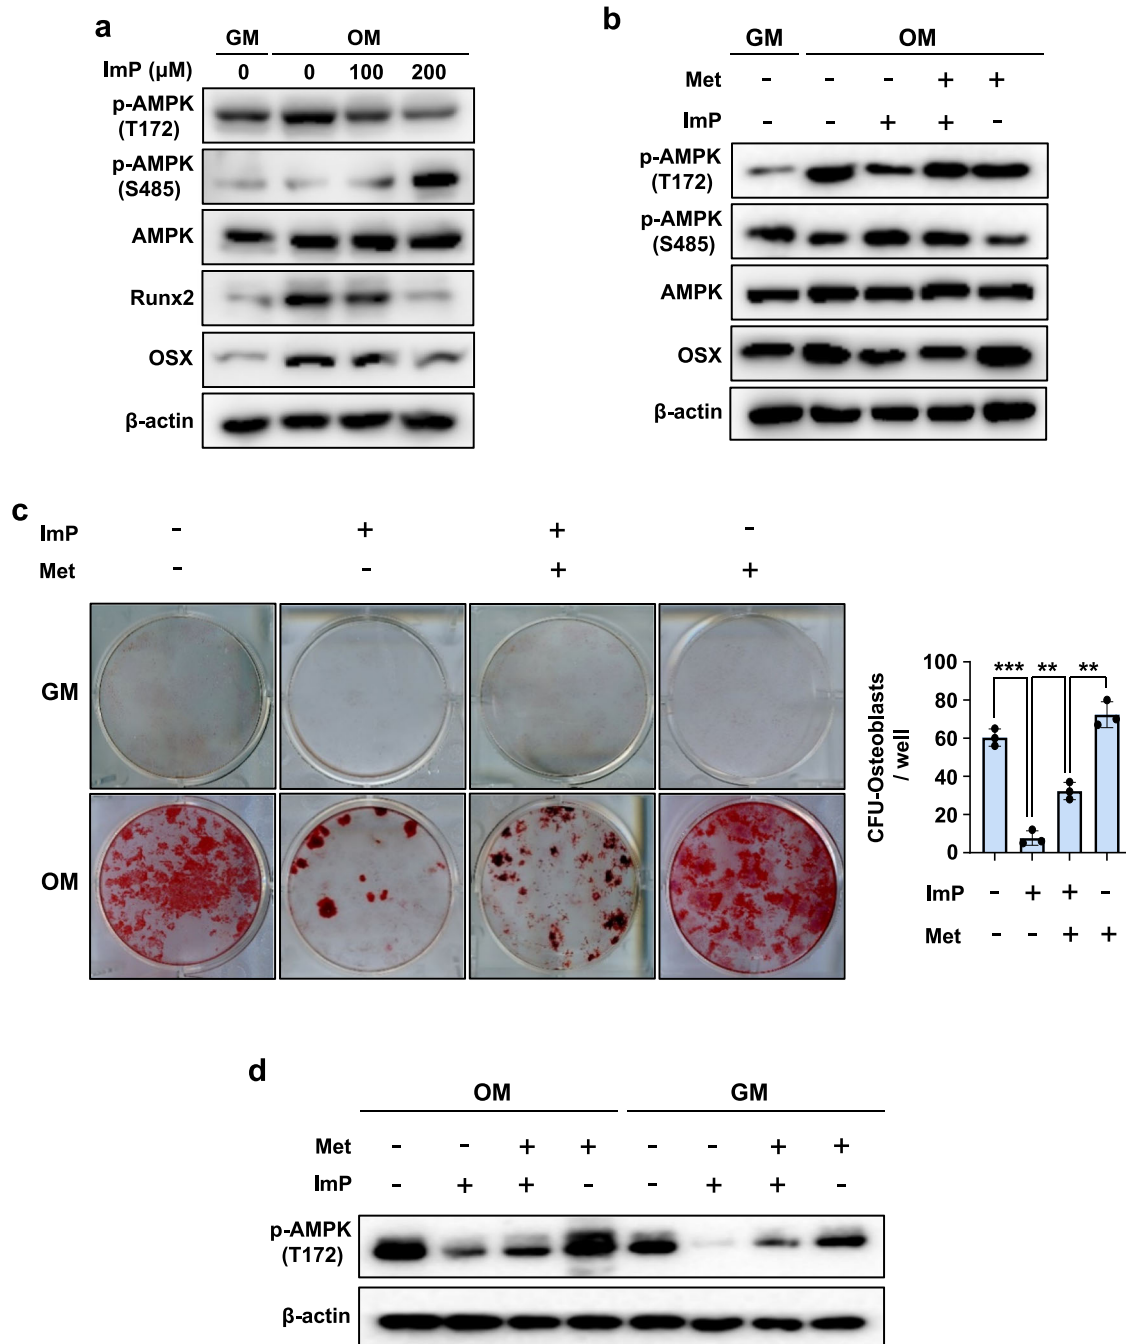 a
GM OM
ImP (μM) 0 0 100 200
p-AMPK
(T172)
p-AMPK
(S485)
AMPK
Runx2
OSX
β-actin
b
GM OM
Met - - - + +
ImP - - + + -
p-AMPK
(T172)
p-AMPK
(S485)
AMPK
OSX
β-actin
c
ImP - + + -
Met - - + +
GM
OM
CFU-Osteoblasts
/ well
100
80
60
40
20
0
*** ** **
ImP - + + -
Met - - + +
d
OM GM
Met - - + + - - + +
ImP - + + - - + + -
p-AMPK
(T172)
β-actin